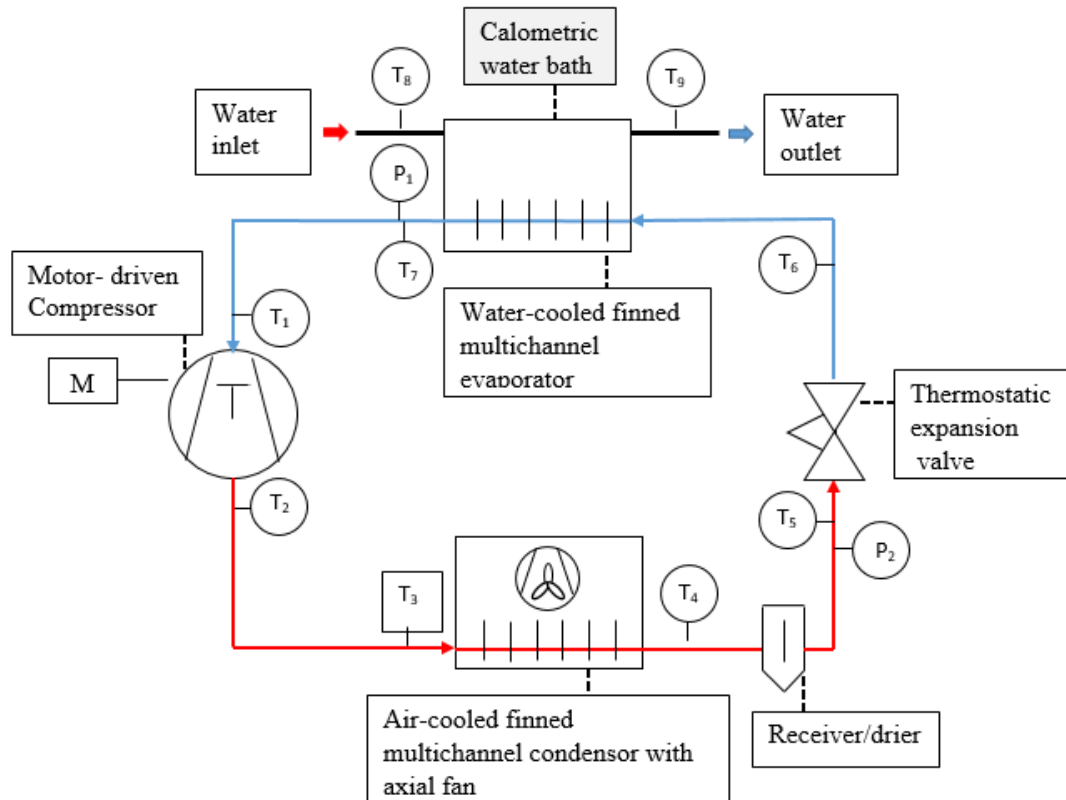 Calometric
water bath
T₈
T₉
Water
inlet
Water
outlet
P₁
T₇
T₆
Motor- driven
Compressor
T₁
M
Water-cooled finned
multichannel
evaporator
Thermostatic
expansion
valve
T₂
T₅
P₂
T₃
T₄
Air-cooled finned
multichannel condensor with
axial fan
Receiver/drier